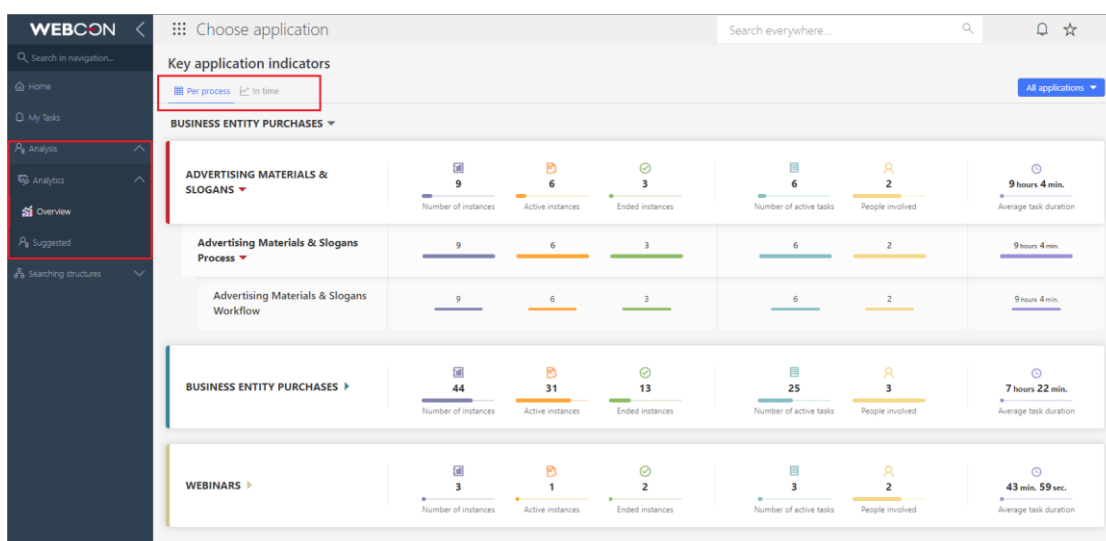 WEBCON
Choose application
Search everywhere...
Search in navigation...
Home
My Tasks
Analysis
Analytics
Overview
Suggested
Searching structures
Key application indicators
Per process
In time
All applications
BUSINESS ENTITY PURCHASES
ADVERTISING MATERIALS &
SLOGANS
9
Number of instances
6
Active instances
3
Ended instances
6
Number of active tasks
2
People involved
9 hours 4 min.
Average task duration
Advertising Materials & Slogans
Process
9
6
3
6
2
9 hours 4 min.
Advertising Materials & Slogans
Workflow
9
6
3
6
2
9 hours 4 min.
BUSINESS ENTITY PURCHASES
44
Number of instances
31
Active instances
13
Ended instances
25
Number of active tasks
3
People involved
7 hours 22 min.
Average task duration
WEBINARS
3
Number of instances
1
Active instances
2
Ended instances
3
Number of active tasks
2
People involved
43 min. 59 sec.
Average task duration